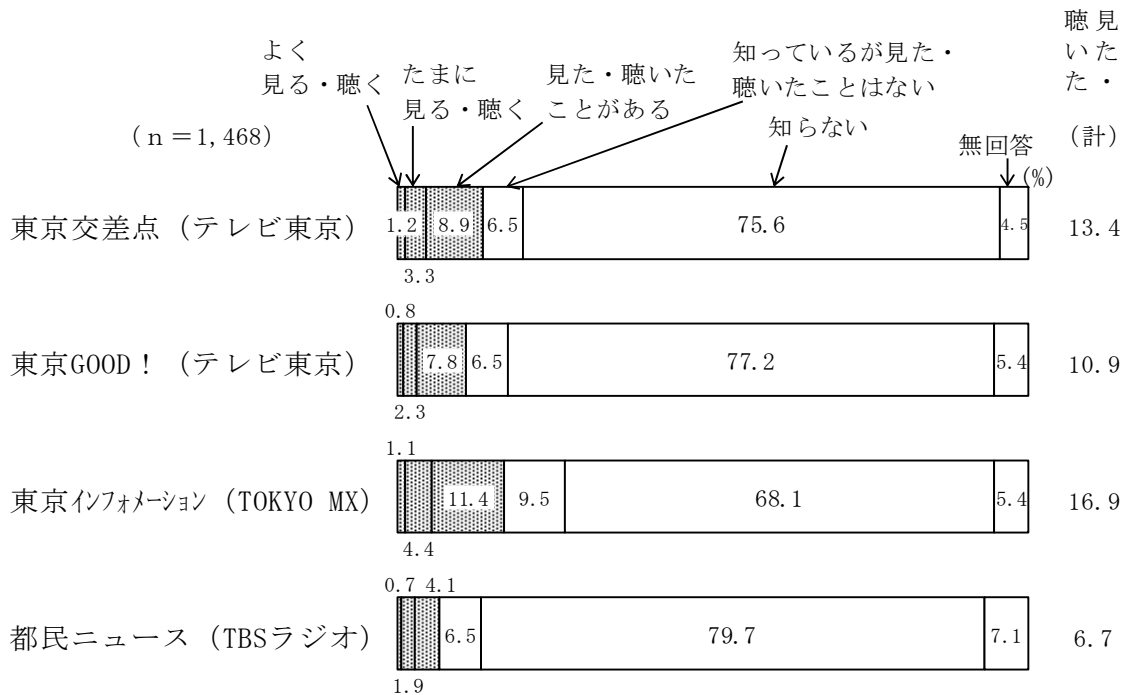 よく
見る・聴く
たまに
見る・聴く
見た・聴いた
ことがある
知っているが見た・
聴いたことはない
知らない
無回答
見た・
聴いた
(計)
(n=1,468)
(%)
東京交差点(テレビ東京) 1.2 8.9 6.5 75.6 4.5 13.4
3.3
0.8
東京GOOD!(テレビ東京) 7.8 6.5 77.2 5.4 10.9
2.3
1.1
東京インフォメーション(TOKYO MX) 11.4 9.5 68.1 5.4 16.9
4.4
0.7 4.1
都民ニュース(TBSラジオ) 6.5 79.7 7.1 6.7
1.9